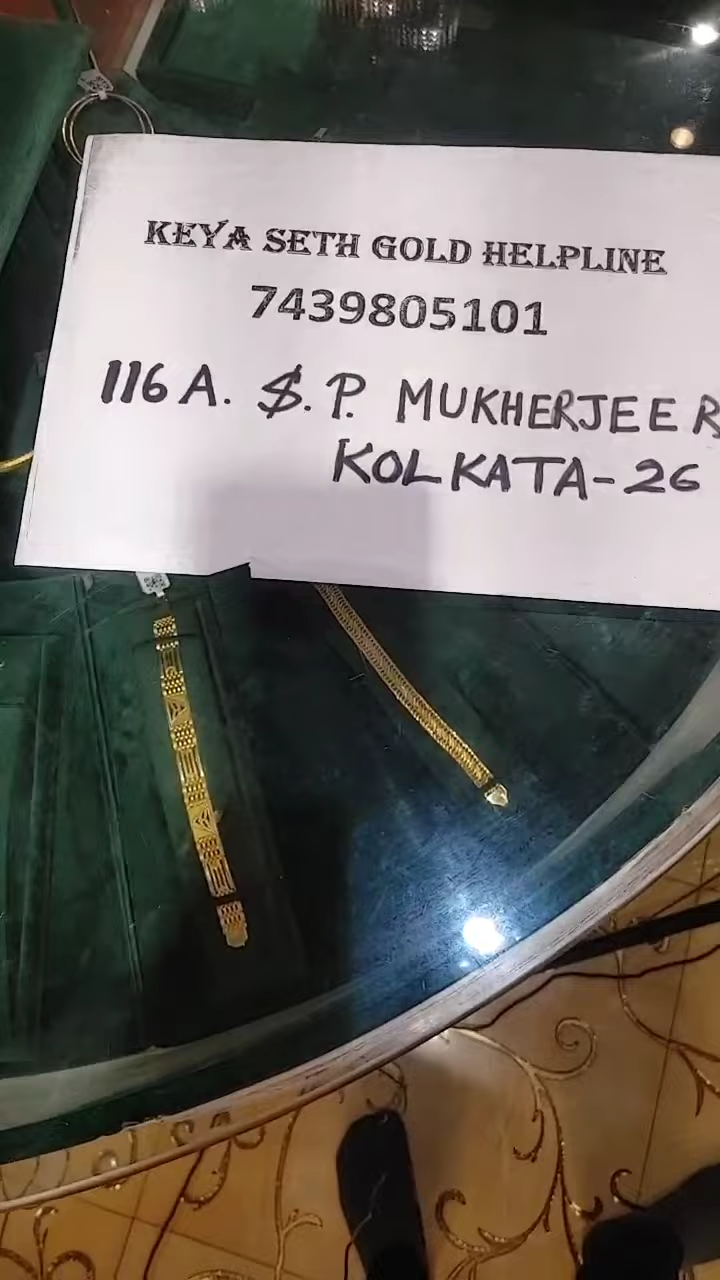 KEYA SETH GOLD HELPLINE
7439805101
116 A. S. P. MUKHERJEE
KOLKATA-26